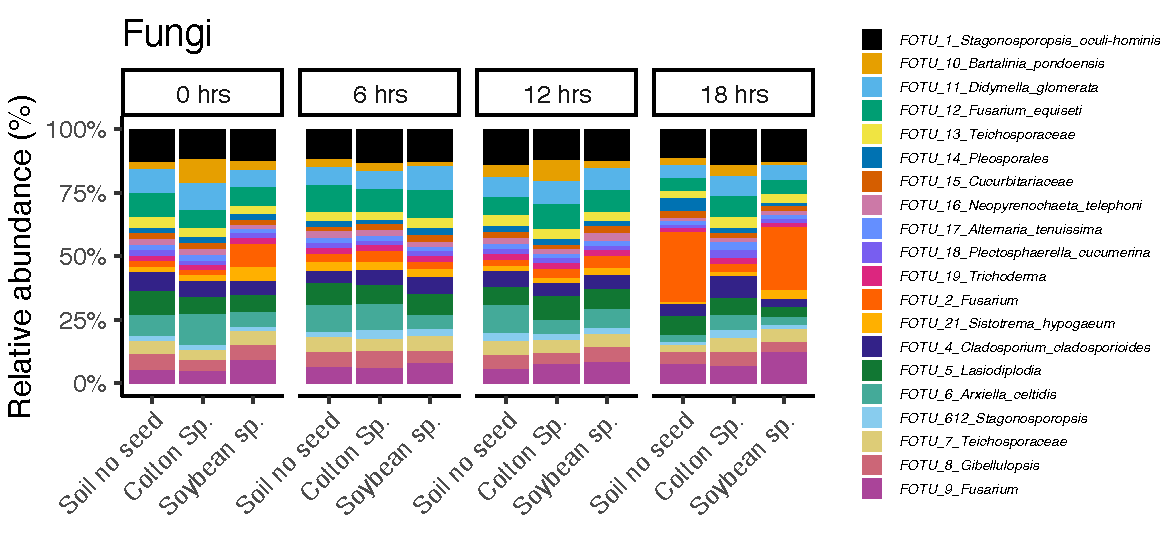 Fungi
0 hrs
6 hrs
12 hrs
18 hrs
Relative abundance (%)
100%
75%
50%
25%
0%
Soil no seed
Cotton Sp.
Soybean sp.
Soil no seed
Cotton Sp.
Soybean sp.
Soil no seed
Cotton Sp.
Soybean sp.
Soil no seed
Cotton Sp.
Soybean sp.
FOTU_1_Stagonosporopsis_oculi-hominis
FOTU_10_Bartalinia_pondoensis
FOTU_11_Didymella_glomerata
FOTU_12_Fusarium_equiseti
FOTU_13_Teichosporaceae
FOTU_14_Pleosporales
FOTU_15_Cucurbitariaceae
FOTU_16_Neopyrenochaeta_telephoni
FOTU_17_Alternaria_tenuissima
FOTU_18_Plectosphaerella_cucumerina
FOTU_19_Trichoderma
FOTU_2_Fusarium
FOTU_21_Sistotrema_hypogaeum
FOTU_4_Cladosporium_cladosporioides
FOTU_5_Lasiodiplodia
FOTU_6_Arxiella_celtidis
FOTU_612_Stagonosporopsis
FOTU_7_Teichosporaceae
FOTU_8_Gibellulopsis
FOTU_9_Fusarium